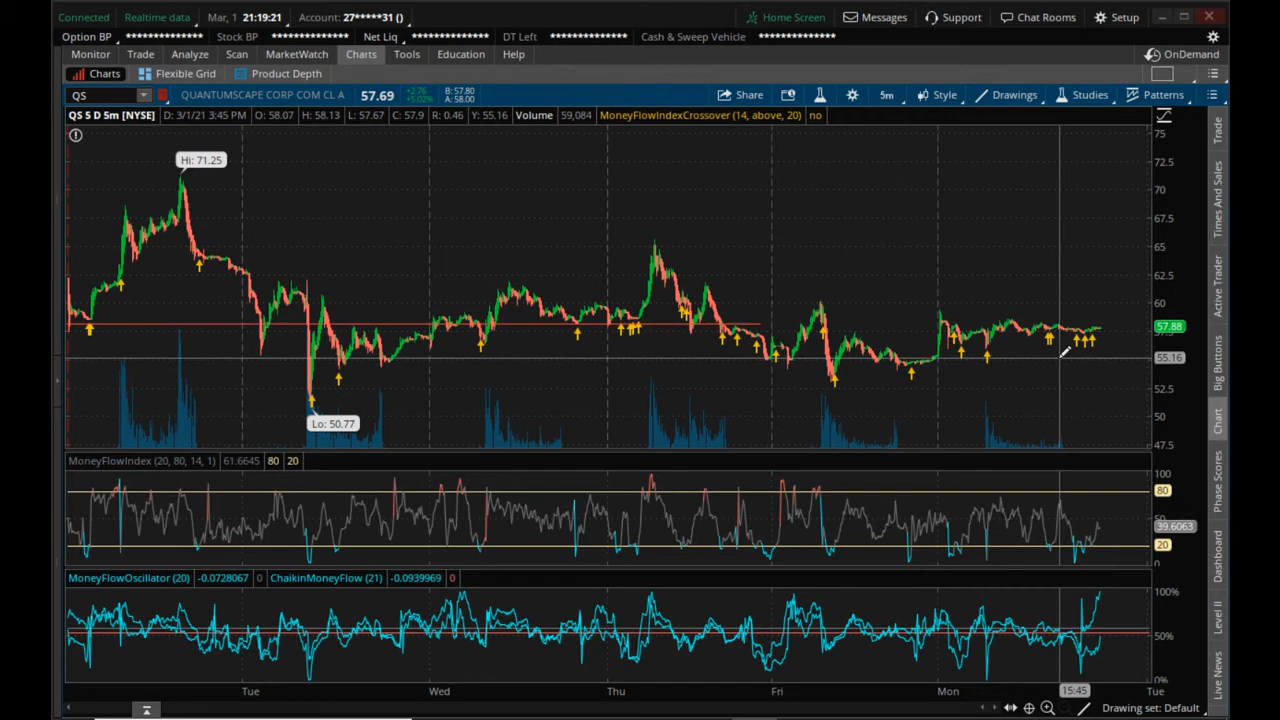 Connected Realtime data Mar, 1 21:19:21 Account: 27*****31 () Home Screen Messages Support Chat Rooms Setup
Option BP ************** Stock BP ************** Net Liq ************** DT Left ************** Cash & Sweep Vehicle **************
Monitor Trade Analyze Scan MarketWatch Charts Tools Education Help OnDemand
Charts Flexible Grid Product Depth
QS QUANTUMSCAPE CORP COM CL A 57.69 +2.76 +5.02% B: 57.80 A: 58.00 Share 5m Style Drawings Studies Patterns
QS 5 D 5m [NYSE] D: 3/1/21 3:45 PM O: 58.07 H: 58.13 L: 57.67 C: 57.9 R: 0.46 Y: 55.16 Volume 59,084 MoneyFlowIndexCrossover (14, above, 20) no
Hi: 71.25
Lo: 50.77
75
72.5
70
67.5
65
62.5
60
57.88
55.16
52.5
50
47.5
MoneyFlowIndex (20, 80, 14, 1) 61.6645 80 20
100
80
50
39.6063
20
0
MoneyFlowOscillator (20) -0.0728067 0 ChaikinMoneyFlow (21) -0.0939969 0
100%
50%
0%
Tue Wed Thu Fri Mon 15:45 Tue
Drawing set: Default
Trade
Times And Sales
Active Trader
Big Buttons
Chart
Phase Scores
Dashboard
Level II
Live News